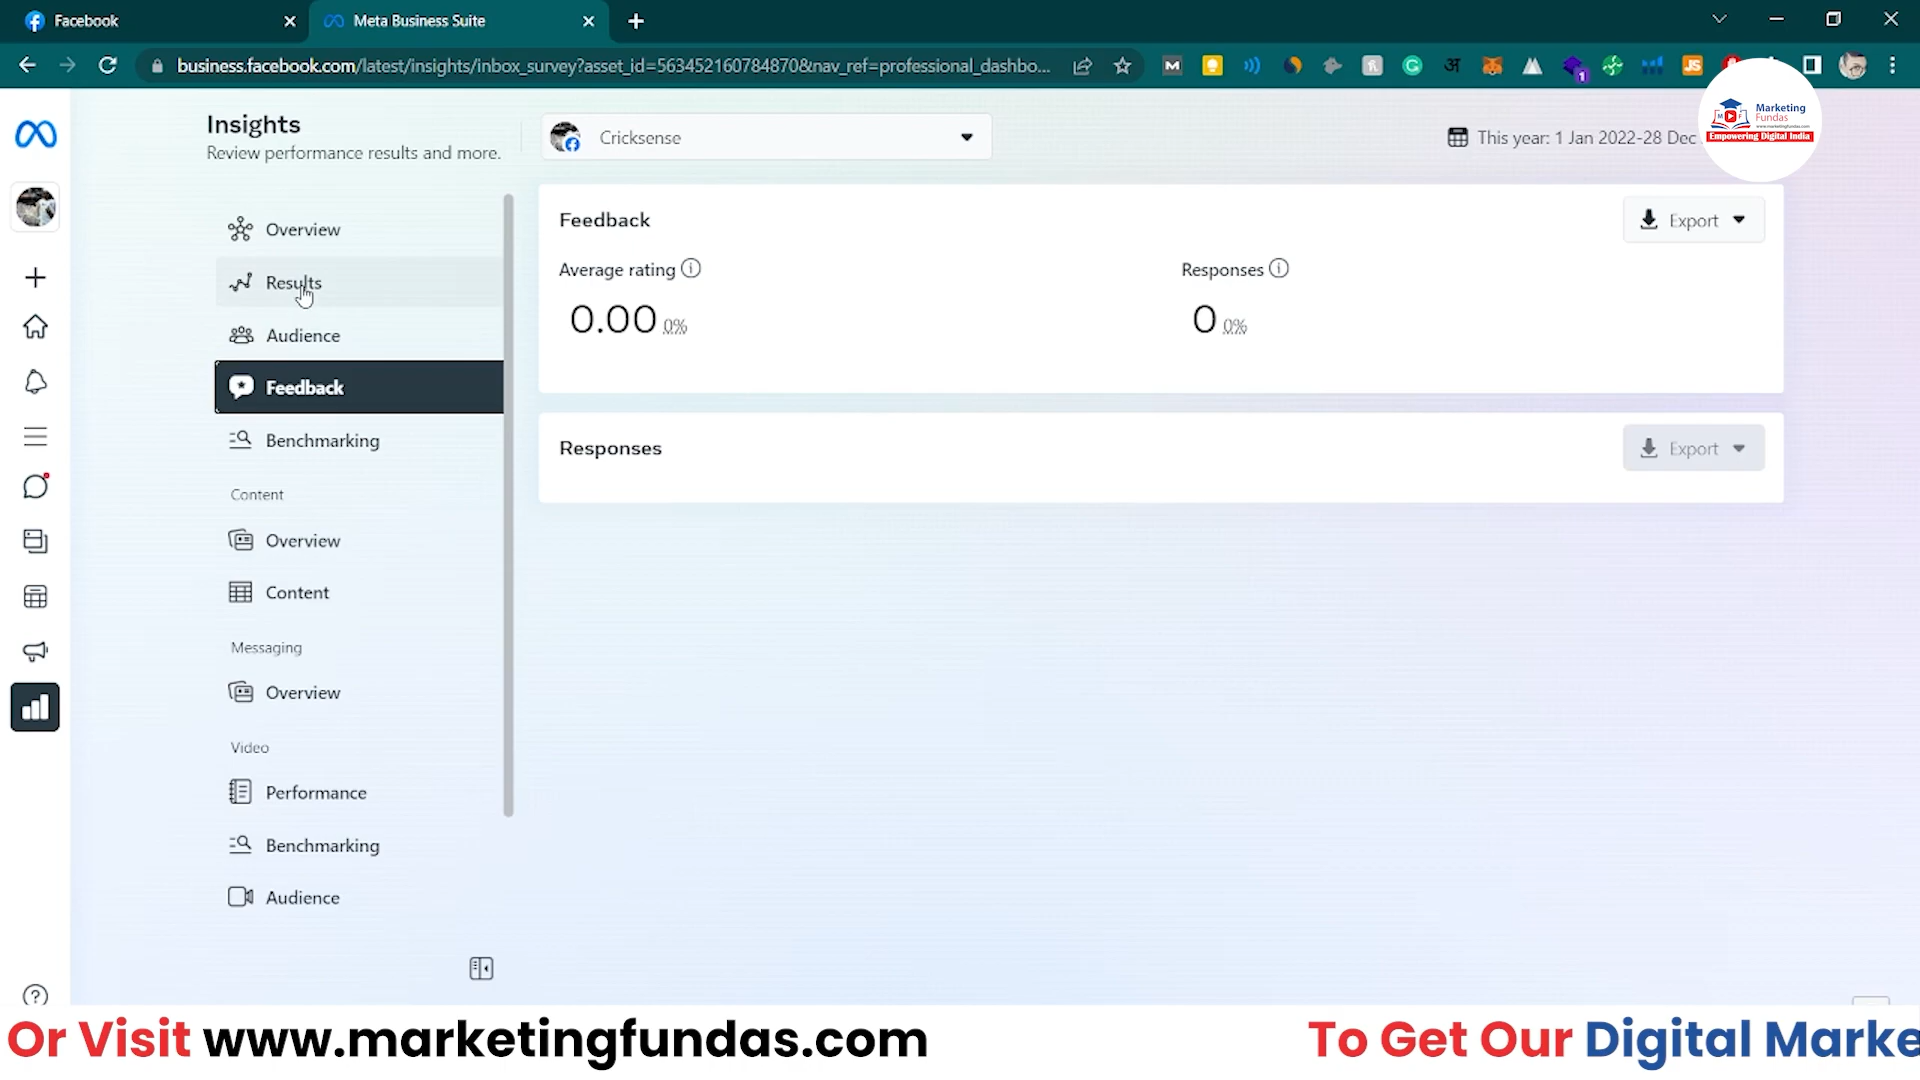 Facebook
Meta Business Suite
business.facebook.com/latest/insights/inbox_survey?asset_id=563452160784870&nav_ref=professional_dashbo...
Insights
Review performance results and more.
Cricksense
This year: 1 Jan 2022-28 Dec
Marketing
Fundas
www.marketingfundas.com
Empowering Digital India
Overview
Results
Audience
Feedback
Benchmarking
Content
Overview
Content
Messaging
Overview
Video
Performance
Benchmarking
Audience
Feedback
Export
Average rating
0.00 0%
Responses
0 0%
Responses
Export
Or Visit www.marketingfundas.com
To Get Our Digital Marke